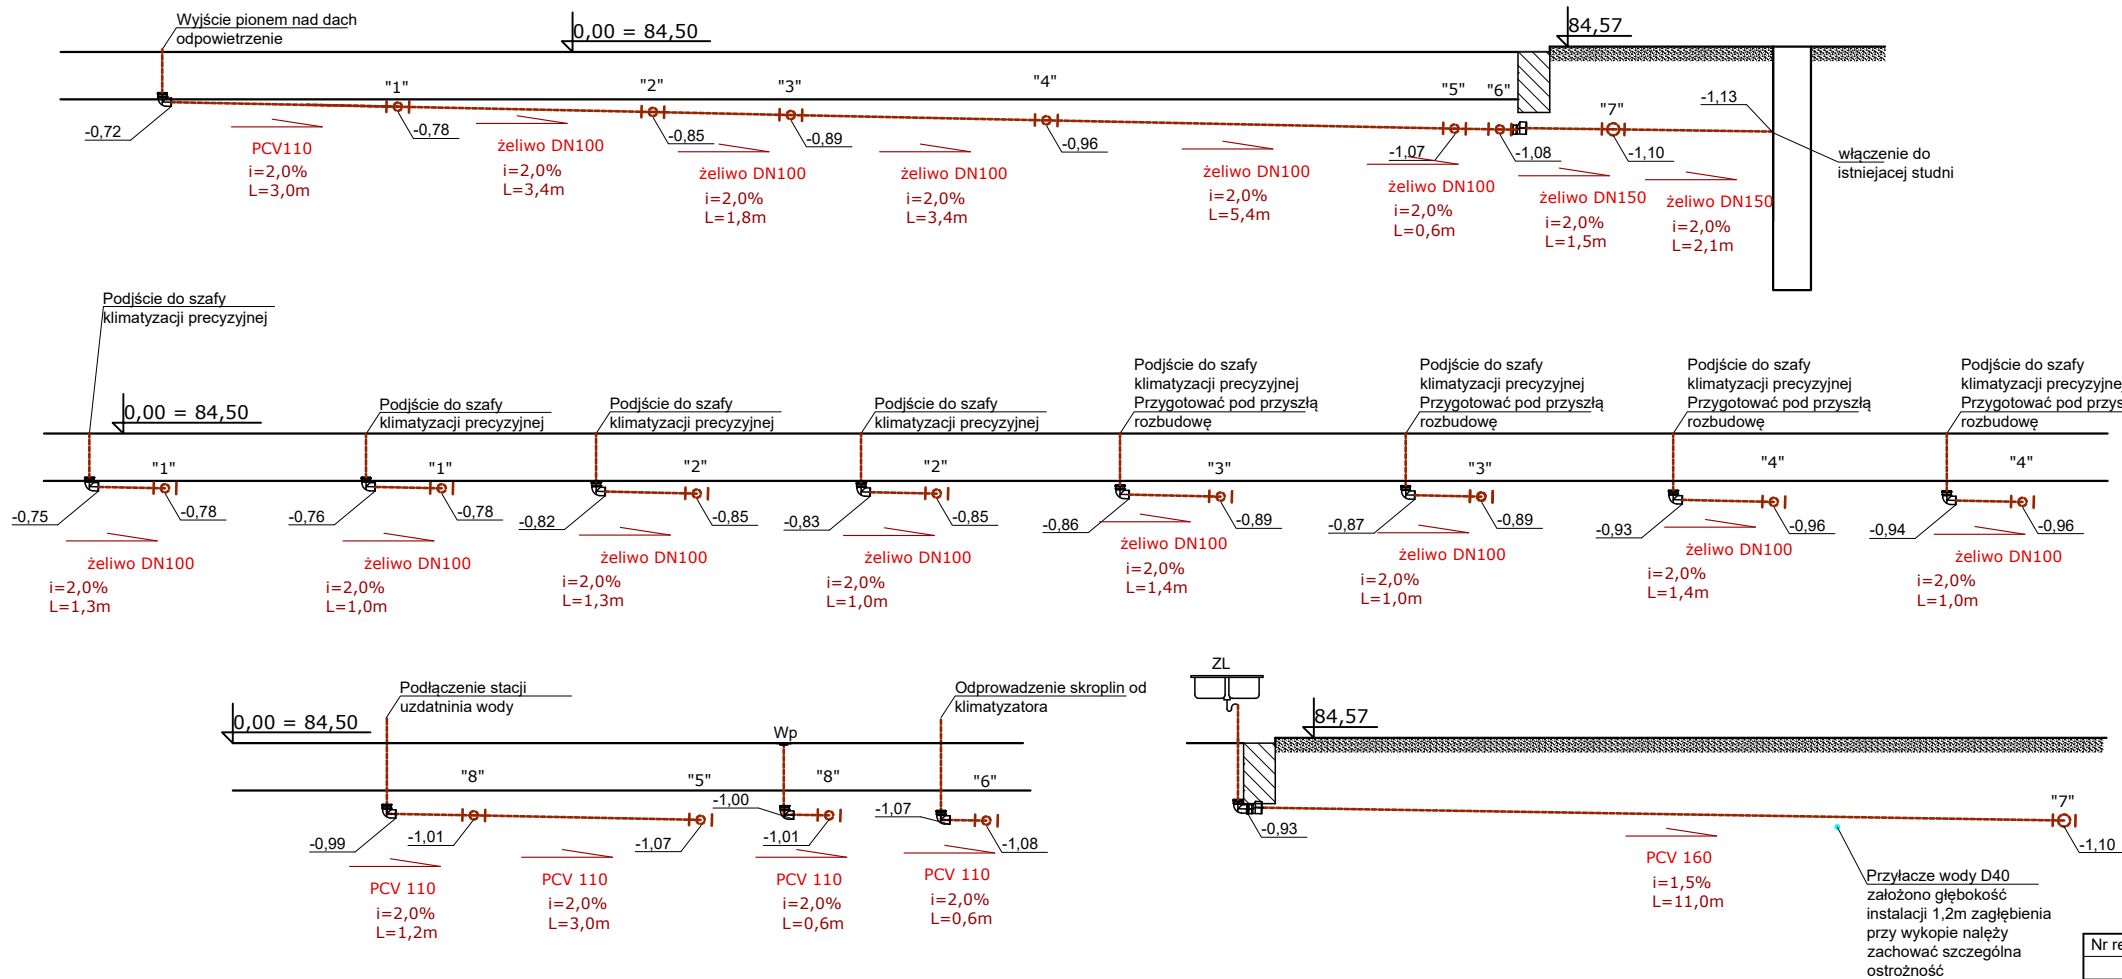 Wyjście pionem nad dach
odpowietrzenie
0,00 = 84,50
84,57
"1"
"2"
"3"
"4"
"5"
"6"
"7"
-0,72
-0,78
-0,85
-0,89
-0,96
-1,07
-1,08
-1,10
-1,13
włączenie do
istniejacej studni
PCV110
i=2,0%
L=3,0m
żeliwo DN100
i=2,0%
L=3,4m
żeliwo DN100
i=2,0%
L=1,8m
żeliwo DN100
i=2,0%
L=3,4m
żeliwo DN100
i=2,0%
L=5,4m
żeliwo DN100
i=2,0%
L=0,6m
żeliwo DN150
i=2,0%
L=1,5m
żeliwo DN150
i=2,0%
L=2,1m
Podjście do szafy
klimatyzacji precyzyjnej
0,00 = 84,50
Podjście do szafy
klimatyzacji precyzyjnej
Podjście do szafy
klimatyzacji precyzyjnej
Podjście do szafy
klimatyzacji precyzyjnej
Podjście do szafy
klimatyzacji precyzyjnej
Przygotować pod przyszłą
rozbudowę
Podjście do szafy
klimatyzacji precyzyjnej
Przygotować pod przyszłą
rozbudowę
Podjście do szafy
klimatyzacji precyzyjnej
Przygotować pod przyszłą
rozbudowę
Podjście do szafy
klimatyzacji precyzyjnej
Przygotować pod przys
rozbudowę
"1"
"1"
"2"
"2"
"3"
"3"
"4"
"4"
-0,75
-0,78
-0,76
-0,78
-0,82
-0,85
-0,83
-0,85
-0,86
-0,89
-0,87
-0,89
-0,93
-0,96
-0,94
-0,96
żeliwo DN100
i=2,0%
L=1,3m
żeliwo DN100
i=2,0%
L=1,0m
żeliwo DN100
i=2,0%
L=1,3m
żeliwo DN100
i=2,0%
L=1,0m
żeliwo DN100
i=2,0%
L=1,4m
żeliwo DN100
i=2,0%
L=1,0m
żeliwo DN100
i=2,0%
L=1,4m
żeliwo DN100
i=2,0%
L=1,0m
0,00 = 84,50
Podłączenie stacji
uzdatninia wody
Wp
Odprowadzenie skroplin od
klimatyzatora
"8"
"5"
"8"
"6"
-0,99
-1,01
-1,07
-1,00
-1,01
-1,07
-1,08
PCV 110
i=2,0%
L=1,2m
PCV 110
i=2,0%
L=3,0m
PCV 110
i=2,0%
L=0,6m
PCV 110
i=2,0%
L=0,6m
ZL
84,57
"7"
-0,93
-1,10
PCV 160
i=1,5%
L=11,0m
Przyłacze wody D40
założono głębokość
instalacji 1,2m zagłębienia
przy wykopie nalęży
zachować szczególna
ostrożność
Nr re